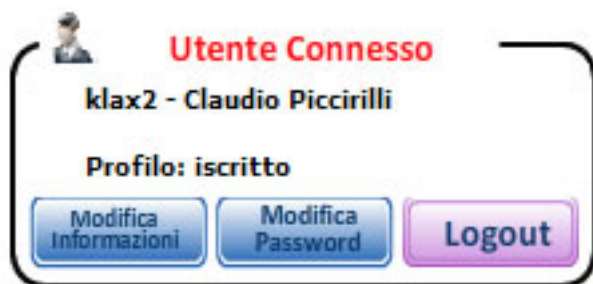 Utente Connesso
klax2 - Claudio Piccirilli
Profilo: iscritto
Modifica Informazioni
Modifica Password
Logout